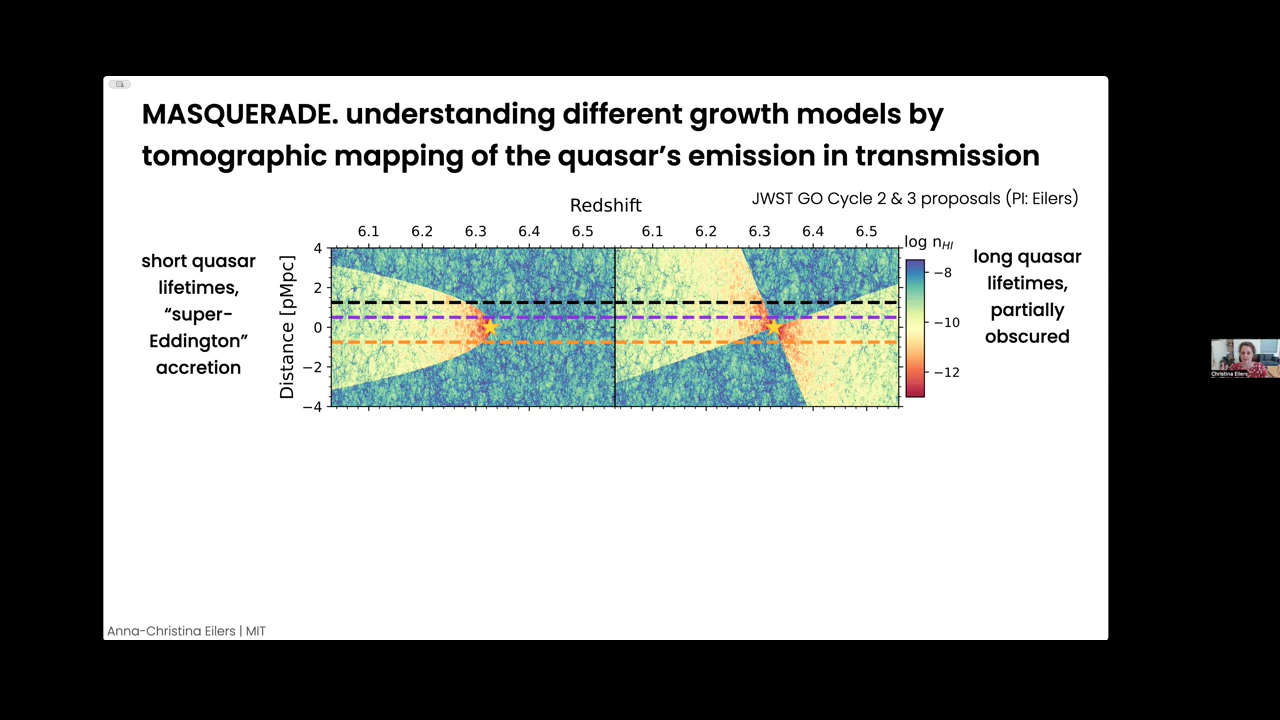 MASQUERADE. understanding different growth models by
tomographic mapping of the quasar's emission in transmission
JWST GO Cycle 2 & 3 proposals (PI: Eilers)
Redshift
6.1 6.2 6.3 6.4 6.5 6.1 6.2 6.3 6.4 6.5
short quasar
lifetimes,
“super-
Eddington”
accretion
Distance [pMpc]
4
2
0
−2
−4
log nHI
−8
−10
−12
long quasar
lifetimes,
partially
obscured
Christina Eilers
Anna-Christina Eilers | MIT